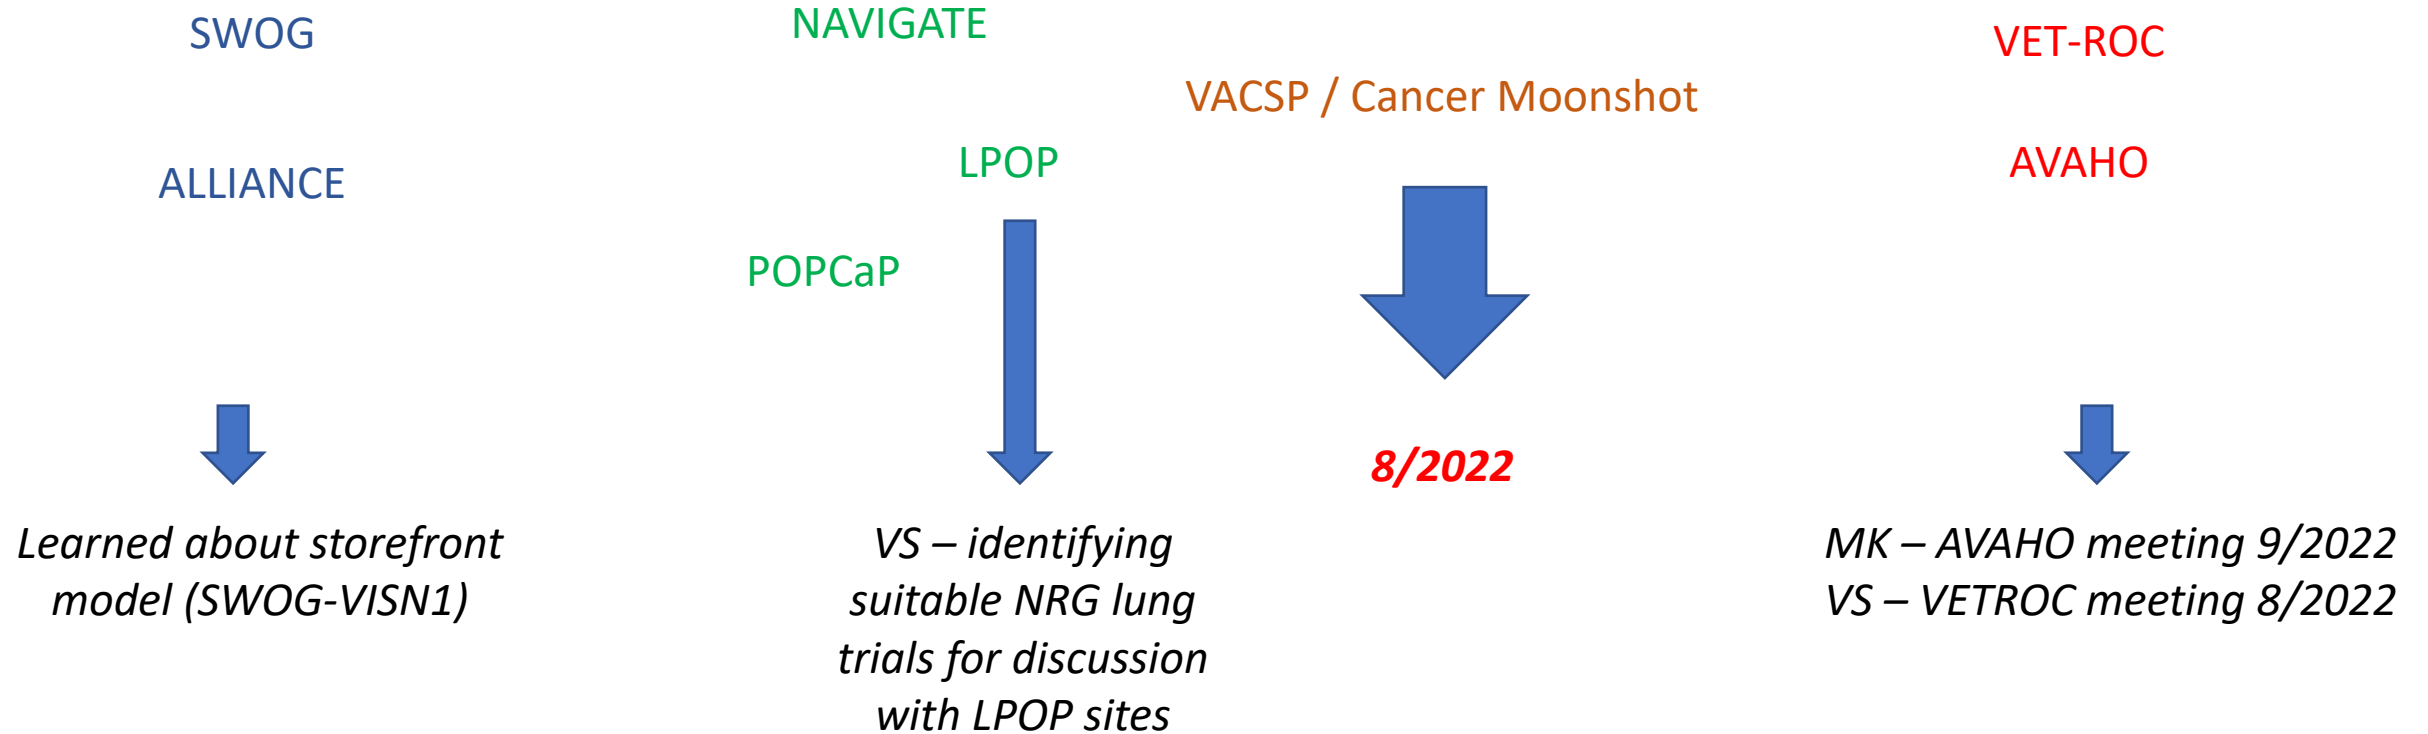 SWOG
ALLIANCE
Learned about storefront
model (SWOG-VISN1)
NAVIGATE
LPOP
POPCaP
VS – identifying
suitable NRG lung
trials for discussion
with LPOP sites
VACSP / Cancer Moonshot
8/2022
VET-ROC
AVAHO
MK – AVAHO meeting 9/2022
VS – VETROC meeting 8/2022